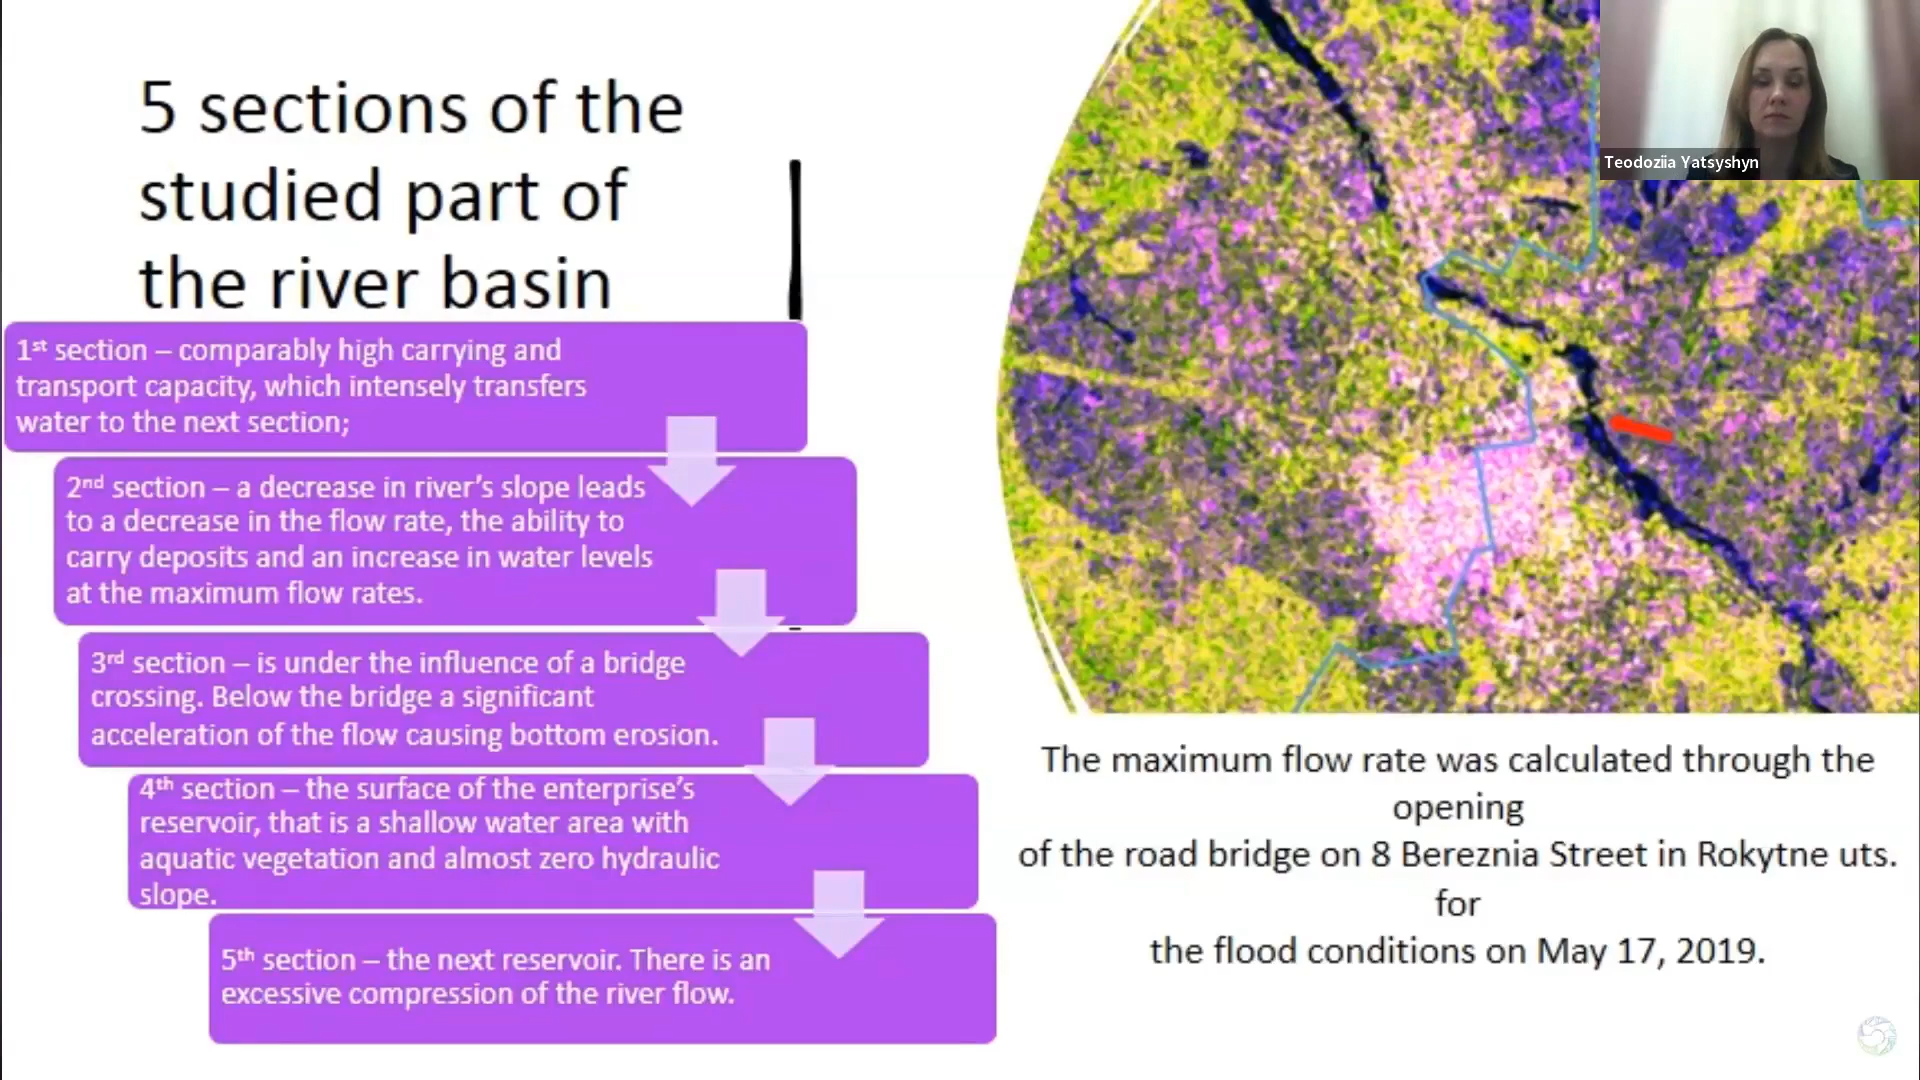 5 sections of the
studied part of
the river basin
1st section – comparably high carrying and
transport capacity, which intensely transfers
water to the next section;
2nd section – a decrease in river's slope leads
to a decrease in the flow rate, the ability to
carry deposits and an increase in water levels
at the maximum flow rates.
3rd section – is under the influence of a bridge
crossing. Below the bridge a significant
acceleration of the flow causing bottom erosion.
4th section – the surface of the enterprise's
reservoir, that is a shallow water area with
aquatic vegetation and almost zero hydraulic
slope.
5th section – the next reservoir. There is an
excessive compression of the river flow.
Teodoziia Yatsyshyn
The maximum flow rate was calculated through the
opening
of the road bridge on 8 Bereznia Street in Rokytne uts.
for
the flood conditions on May 17, 2019.